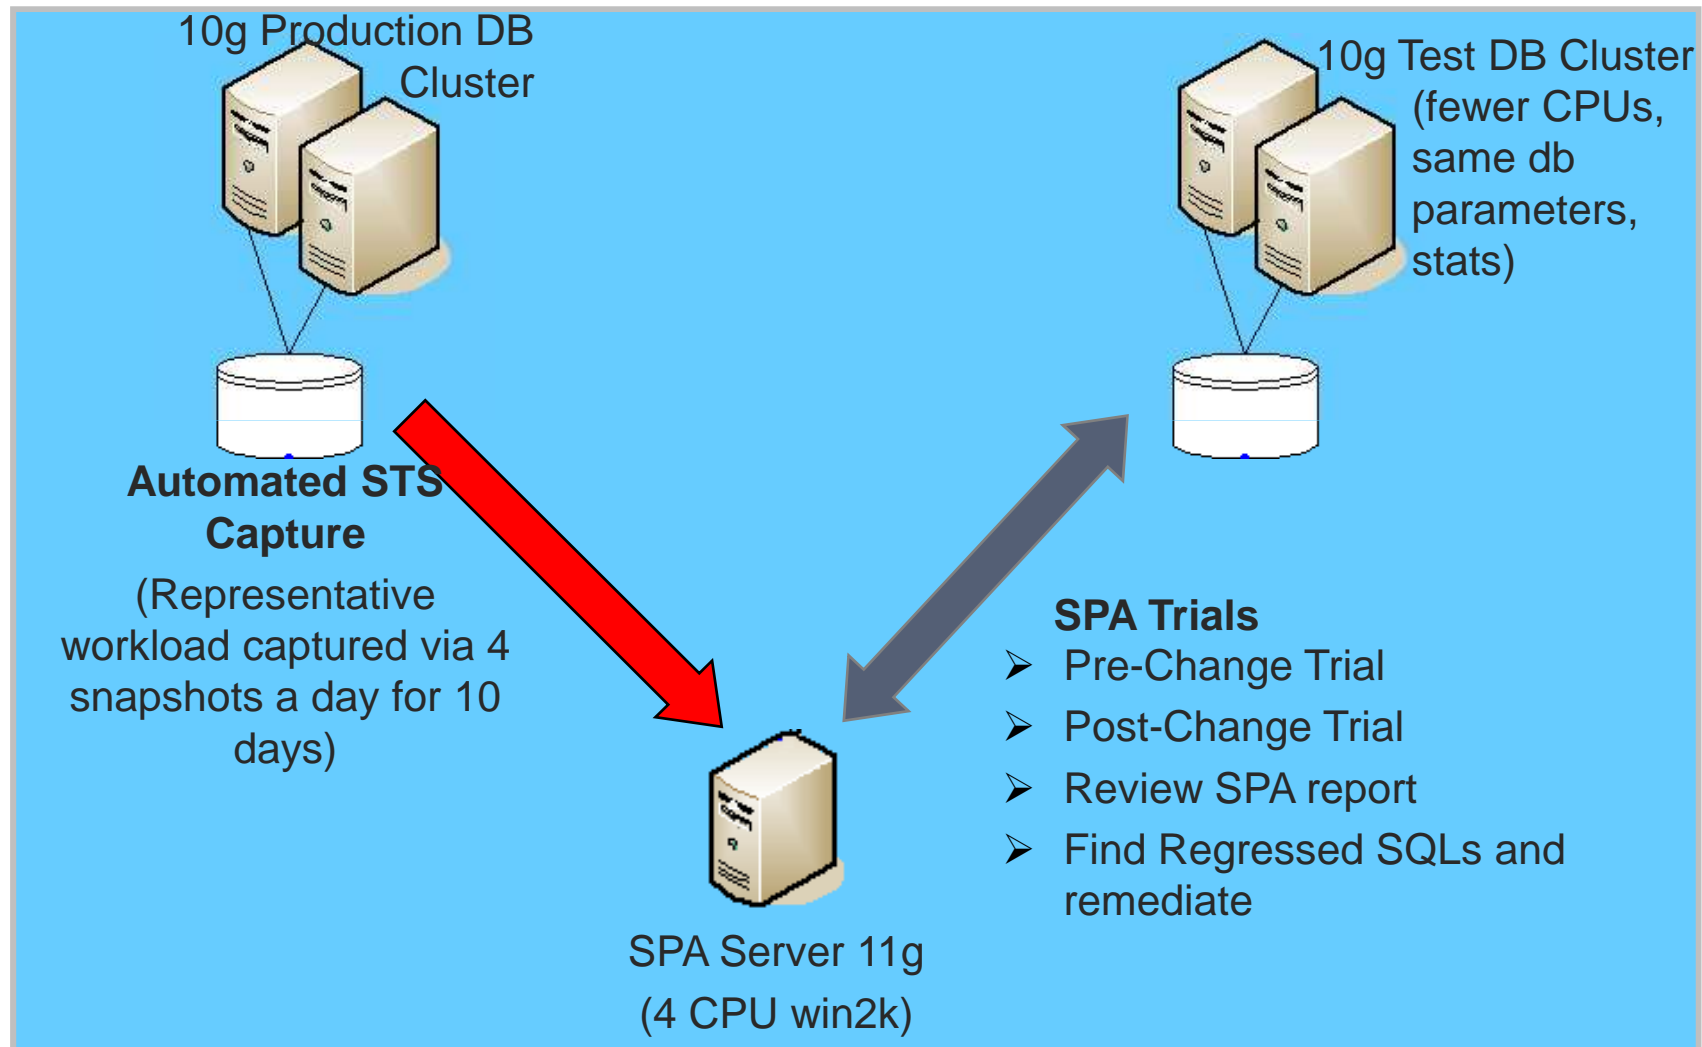 10g Production DB
Cluster
10g Test DB Cluster
(fewer CPUs,
same db
parameters,
stats)
Automated STS
Capture
(Representative
workload captured via 4
snapshots a day for 10
days)
SPA Trials
➢ Pre-Change Trial
➢ Post-Change Trial
➢ Review SPA report
➢ Find Regressed SQLs and
remediate
SPA Server 11g
(4 CPU win2k)